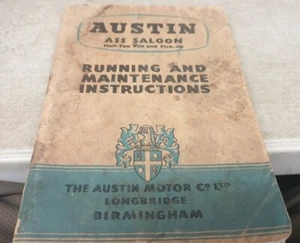 AUSTIN
A55 SALOON
Half-Ton Van and Pick-up
RUNNING AND
MAINTENANCE
INSTRUCTIONS
THE AUSTIN MOTOR Cº LTD
LONGBRIDGE
BIRMINGHAM